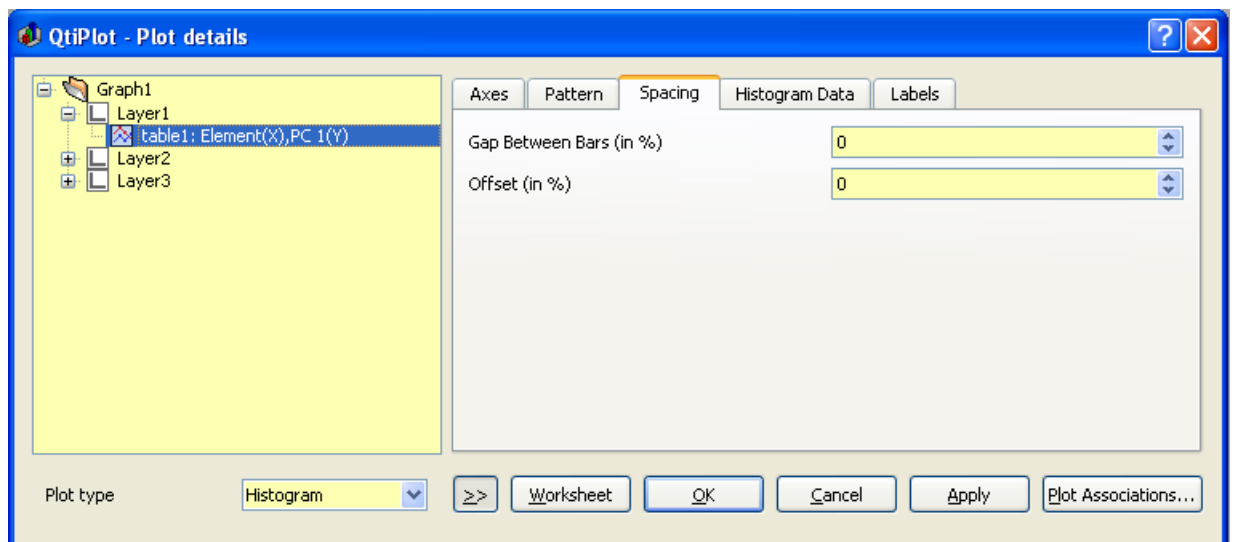 QtiPlot - Plot details
Graph1
Layer1
table1: Element(X),PC 1(Y)
Layer2
Layer3
Axes Pattern Spacing Histogram Data Labels
Gap Between Bars (in %) 0
Offset (in %) 0
Plot type Histogram >> Worksheet OK Cancel Apply Plot Associations...